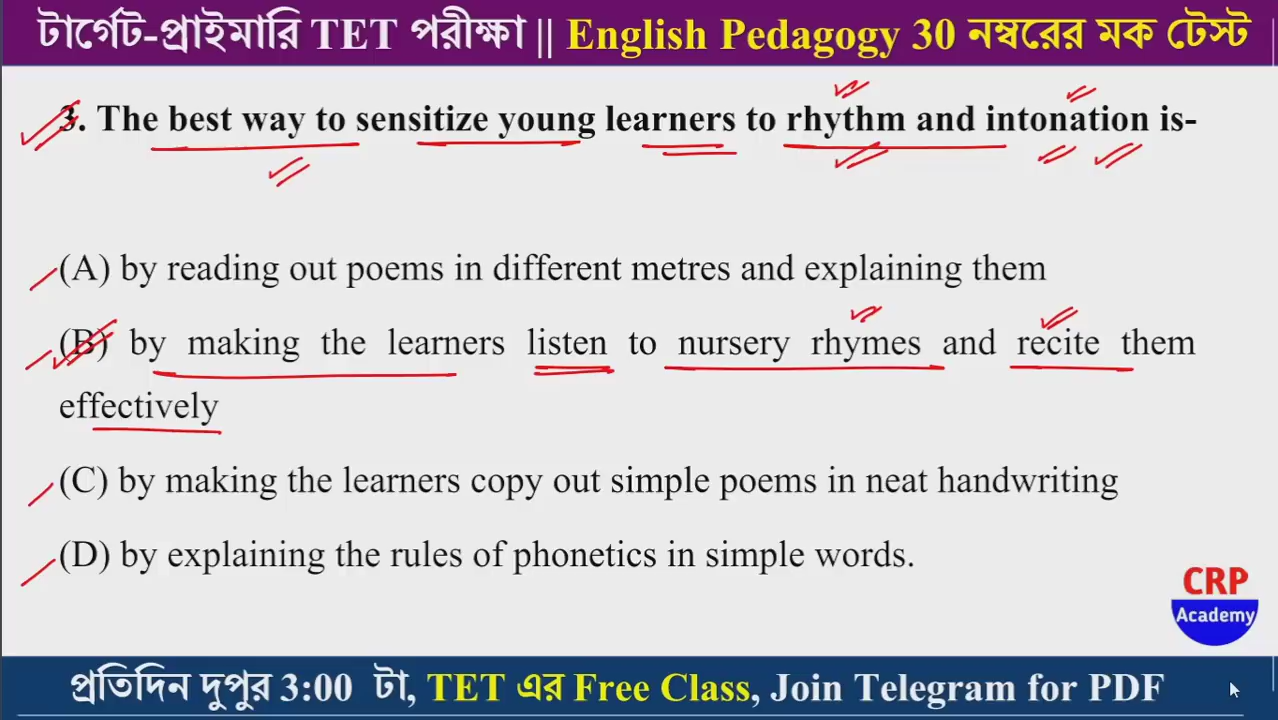 টার্গেট-প্রাইমারি TET পরীক্ষা || English Pedagogy 30 নম্বরের মক টেস্ট
3. The best way to sensitize young learners to rhythm and intonation is-
(A) by reading out poems in different metres and explaining them
(B) by making the learners listen to nursery rhymes and recite them
effectively
(C) by making the learners copy out simple poems in neat handwriting
(D) by explaining the rules of phonetics in simple words.
CRP
Academy
প্রতিদিন দুপুর 3:00 টা, TET এর Free Class, Join Telegram for PDF